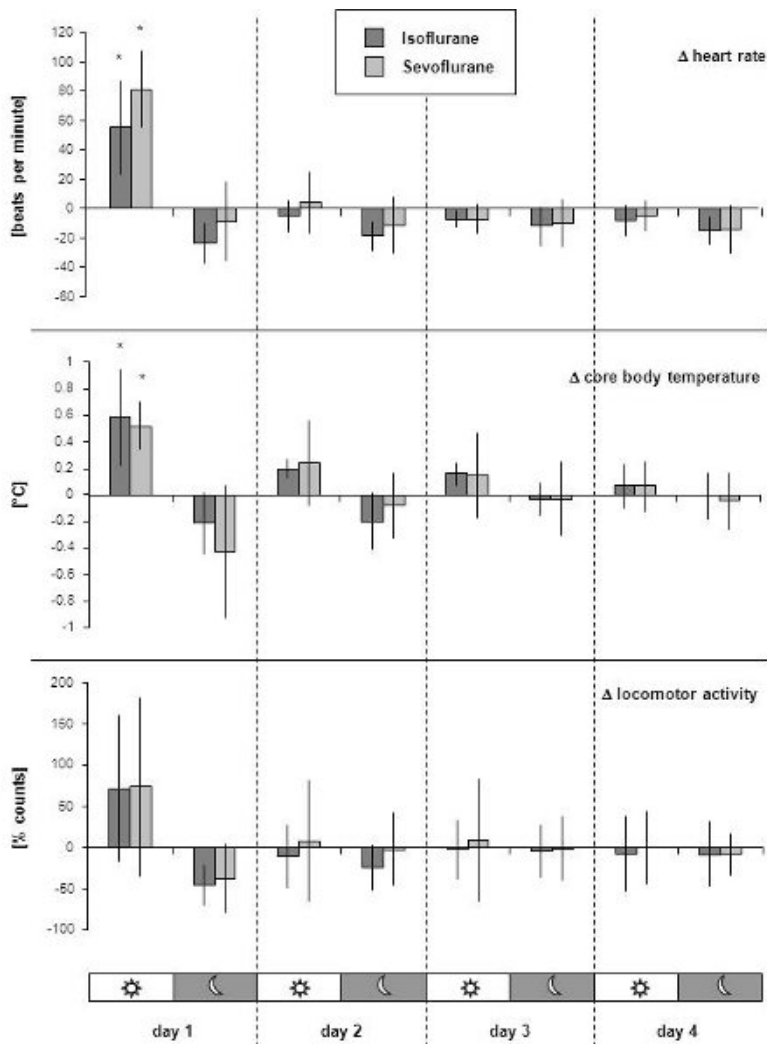 Isoflurane
Sevoflurane
Δ heart rate
[beats per minute]
120
100
80
60
40
20
0
-20
-40
-60
*
*
Δ core body temperature
[°C]
1
0.8
0.6
0.4
0.2
0
-0.2
-0.4
-0.6
-0.8
-1
*
*
Δ locomotor activity
[% counts]
200
150
100
50
0
-50
-100
day 1
day 2
day 3
day 4